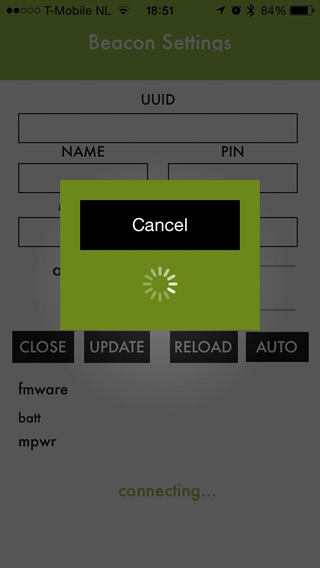 T-Mobile NL 18:51 84%
Beacon Settings
UUID
NAME PIN
Cancel
CLOSE UPDATE RELOAD AUTO
fmware
batt
mpwr
connecting...